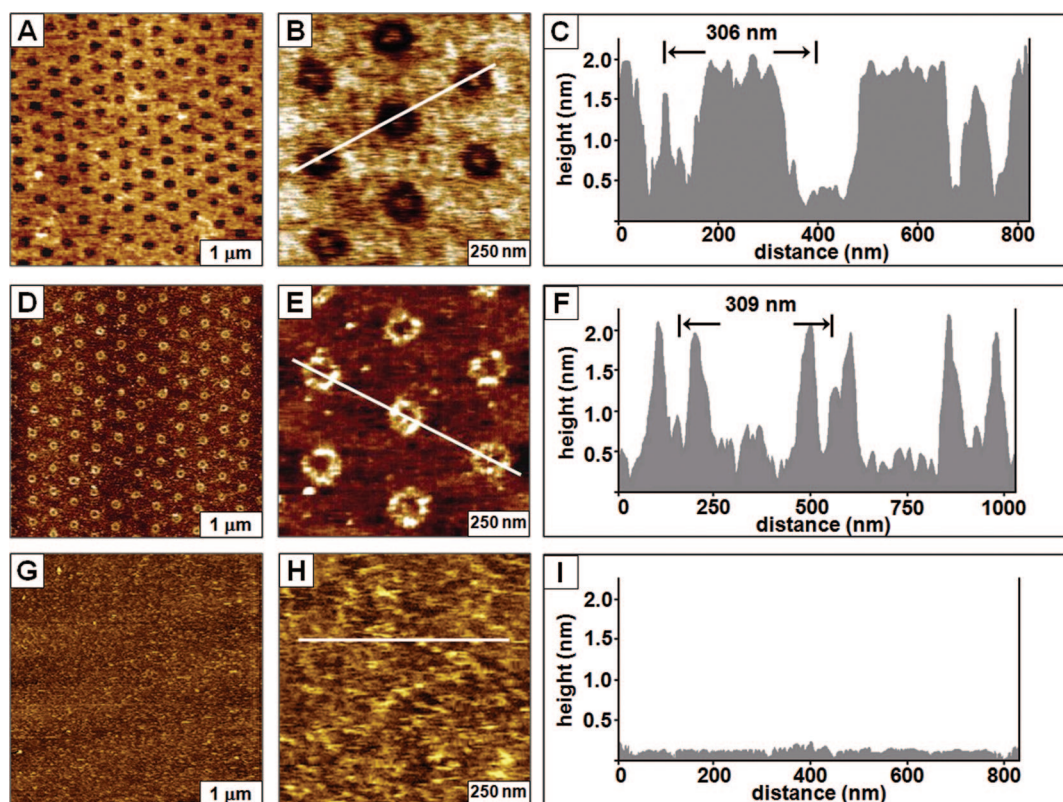 A
1 μm
B
250 nm
C
306 nm
2.0
1.5
1.0
0.5
height (nm)
0 200 400 600 800
distance (nm)
D
1 μm
E
250 nm
F
309 nm
2.0
1.5
1.0
0.5
height (nm)
0 250 500 750 1000
distance (nm)
G
1 μm
H
250 nm
I
2.0
1.5
1.0
0.5
height (nm)
0 200 400 600 800
distance (nm)